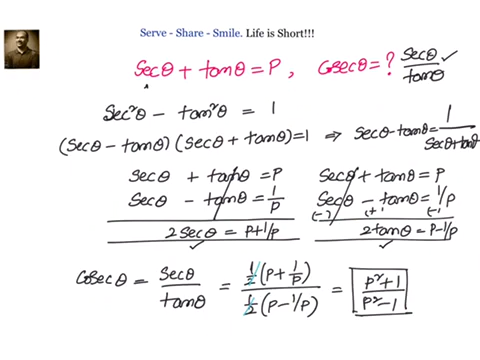 Serve - Share - Smile. Life is Short!!!
Secθ + tanθ = P, Cosecθ = ? Secθ/tanθ ✓
Sec²θ - tan²θ = 1
(Secθ - tanθ)(Secθ + tanθ) = 1 ⇒ Secθ - tanθ = 1/(Secθ + tanθ)
Secθ + tanθ = P Secθ + tanθ = P
Secθ - tanθ = 1/P Secθ - tanθ = 1/P
(-) (+) (-)
2Secθ = P + 1/P 2tanθ = P - 1/P
✓ ✓
Cosecθ = Secθ/tanθ = ½(P + 1/P)/½(P - 1/P) = P²+1/P²-1